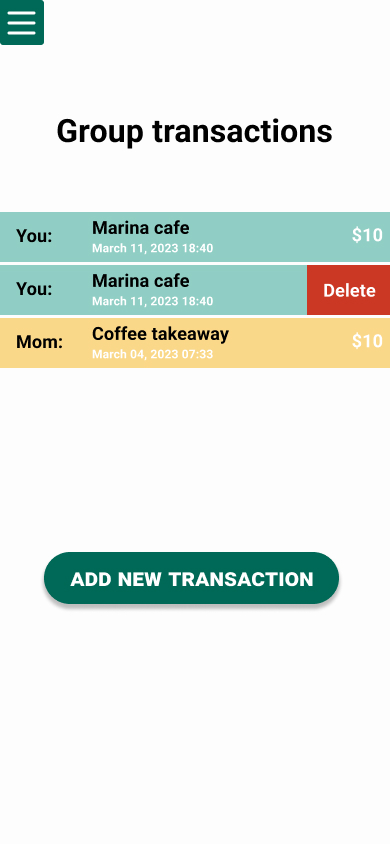 Group transactions
You: Marina cafe $10
March 11, 2023 18:40
You: Marina cafe Delete
March 11, 2023 18:40
Mom: Coffee takeaway $10
March 04, 2023 07:33
ADD NEW TRANSACTION